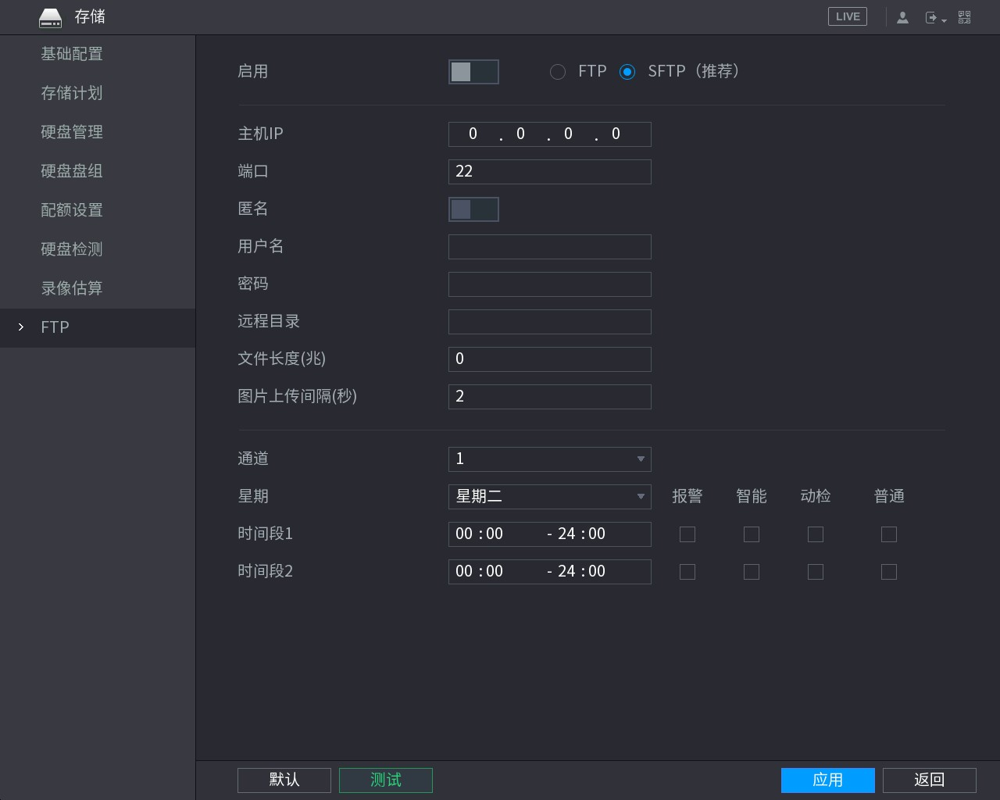 存储
LIVE
基础配置
存储计划
硬盘管理
硬盘盘组
配额设置
硬盘检测
录像估算
FTP
启用 FTP SFTP（推荐）
主机IP 0 . 0 . 0 . 0
端口 22
匿名
用户名
密码
远程目录
文件长度(兆) 0
图片上传间隔(秒) 2
通道 1
星期 星期二 报警 智能 动检 普通
时间段1 00 :00 - 24 :00
时间段2 00 :00 - 24 :00
默认 测试 应用 返回